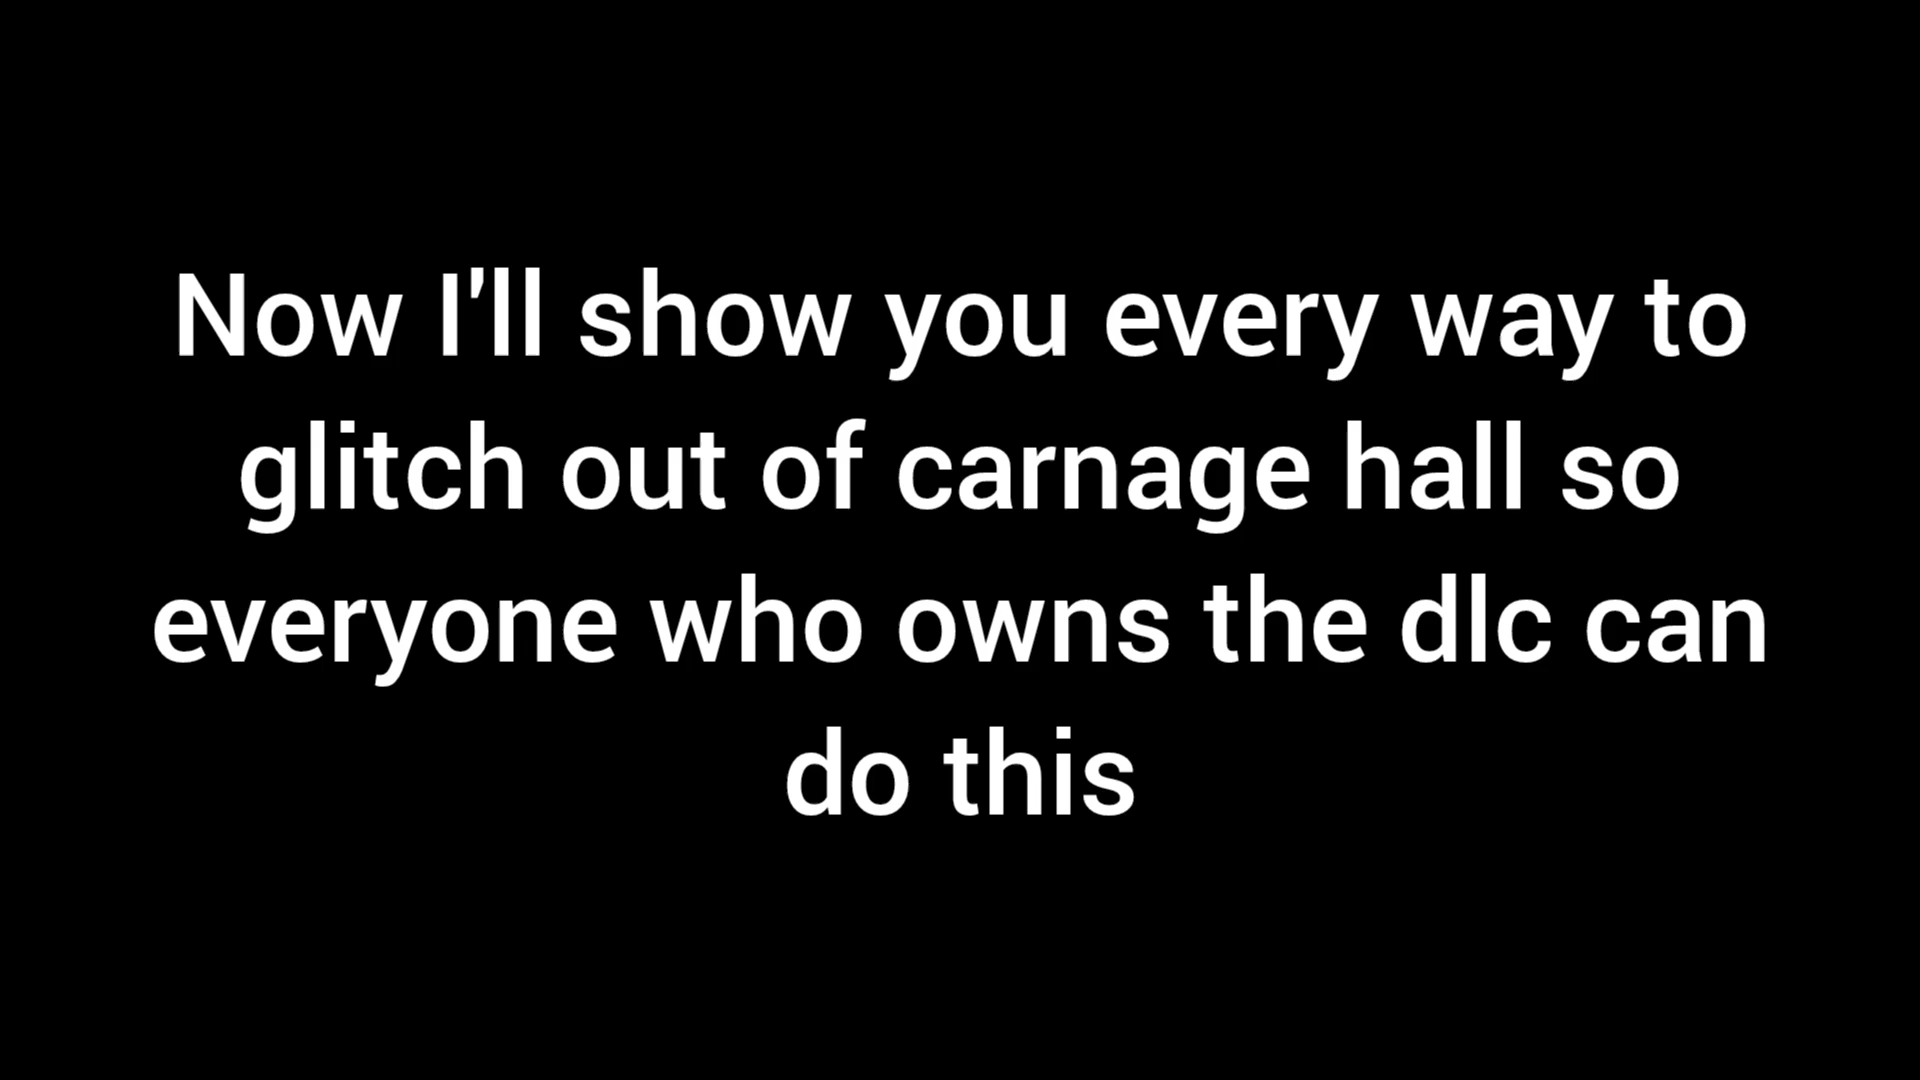 Now I'll show you every way to
glitch out of carnage hall so
everyone who owns the dlc can
do this